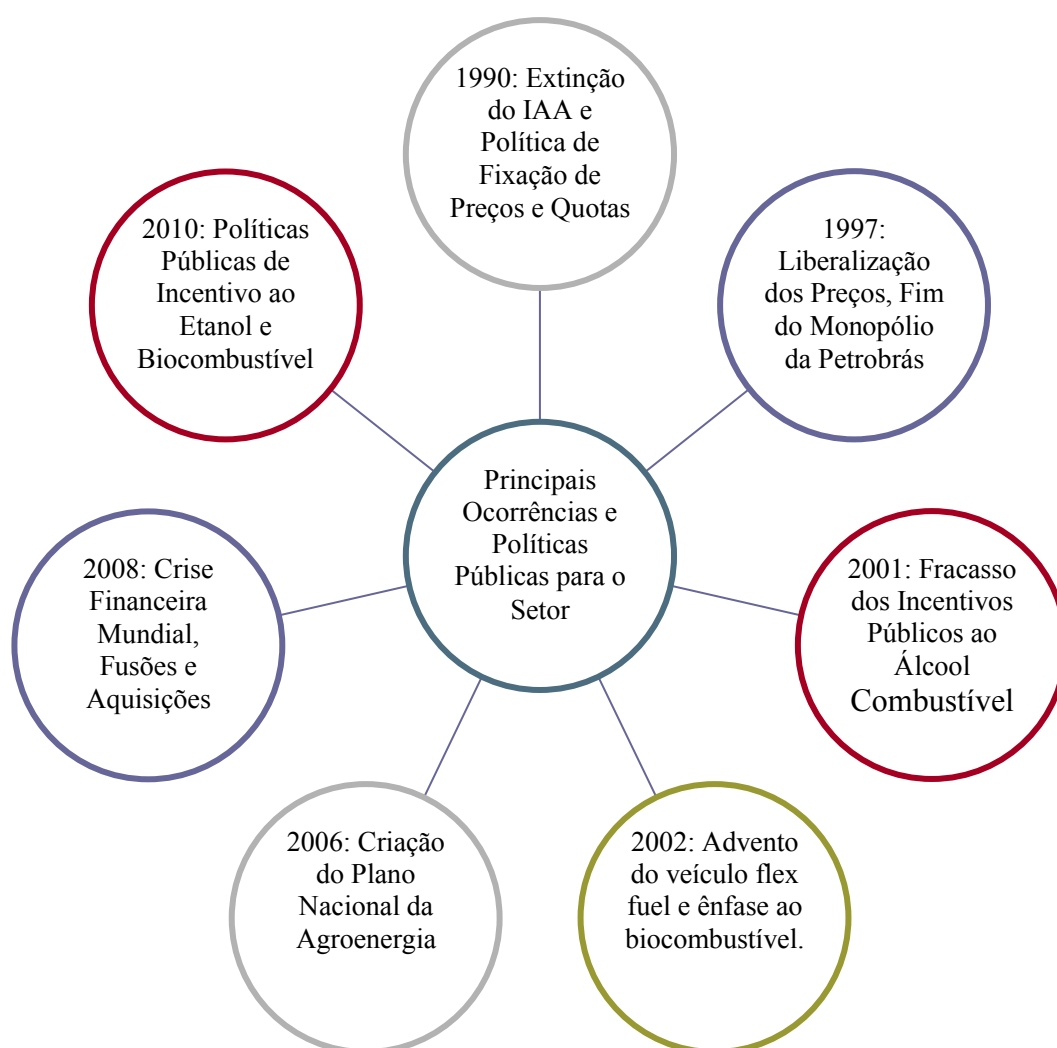 1990: Extinção
do IAA e
Política de
Fixação de
Preços e Quotas
1997:
Liberalização
dos Preços, Fim
do Monopólio
da Petrobrás
2001: Fracasso
dos Incentivos
Públicos ao
Álcool
Combustível
2002: Advento
do veículo flex
fuel e ênfase ao
biocombustível.
2006: Criação
do Plano
Nacional da
Agroenergia
2008: Crise
Financeira
Mundial,
Fusões e
Aquisições
2010: Políticas
Públicas de
Incentivo ao
Etanol e
Biocombustível
Principais
Ocorrências e
Políticas
Públicas para o
Setor